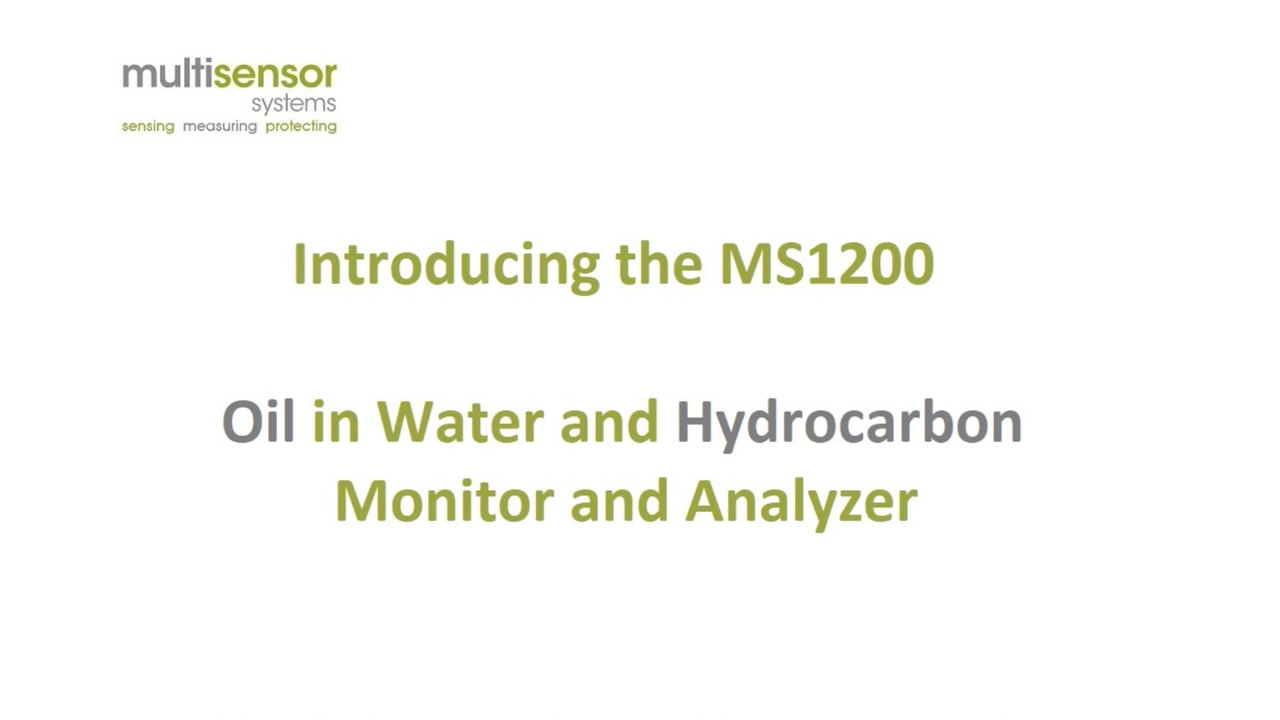 multisensor
systems
sensing measuring protecting
Introducing the MS1200
Oil in Water and Hydrocarbon
Monitor and Analyzer